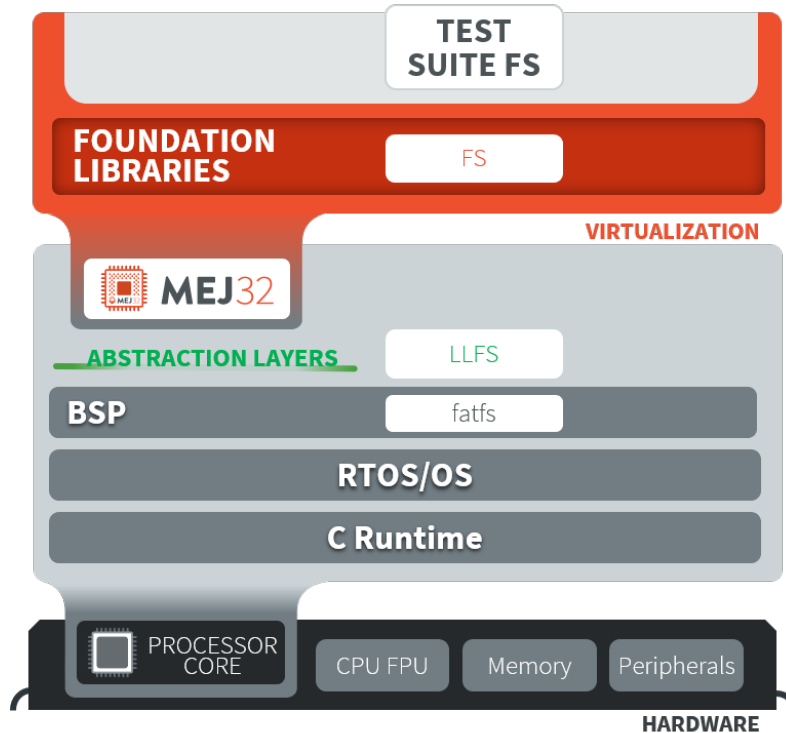 TEST
SUITE FS
FOUNDATION
LIBRARIES
FS
VIRTUALIZATION
MEJ32
MEJ32
ABSTRACTION LAYERS
LLFS
BSP
fatfs
RTOS/OS
C Runtime
PROCESSOR
CORE
CPU FPU
Memory
Peripherals
HARDWARE